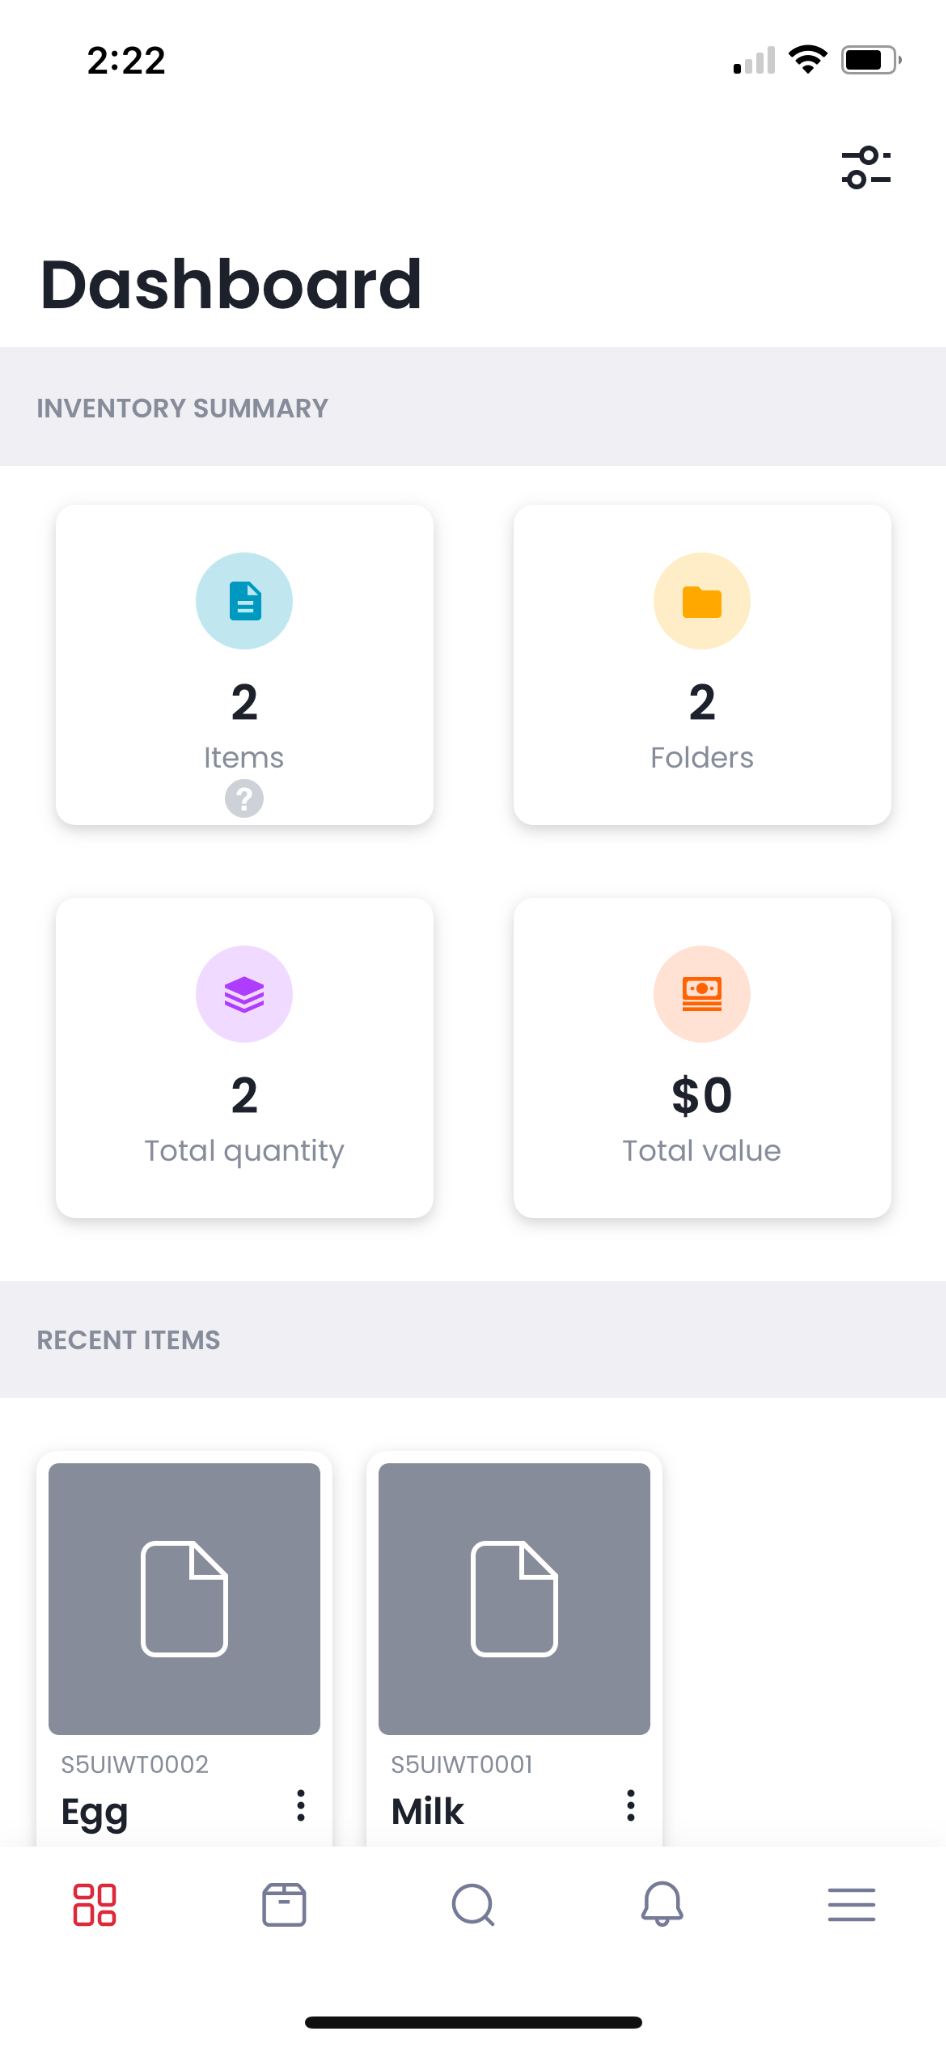 2:22
Dashboard
INVENTORY SUMMARY
2
Items
?
2
Folders
2
Total quantity
$0
Total value
RECENT ITEMS
S5UIWT0002
Egg
S5UIWT0001
Milk